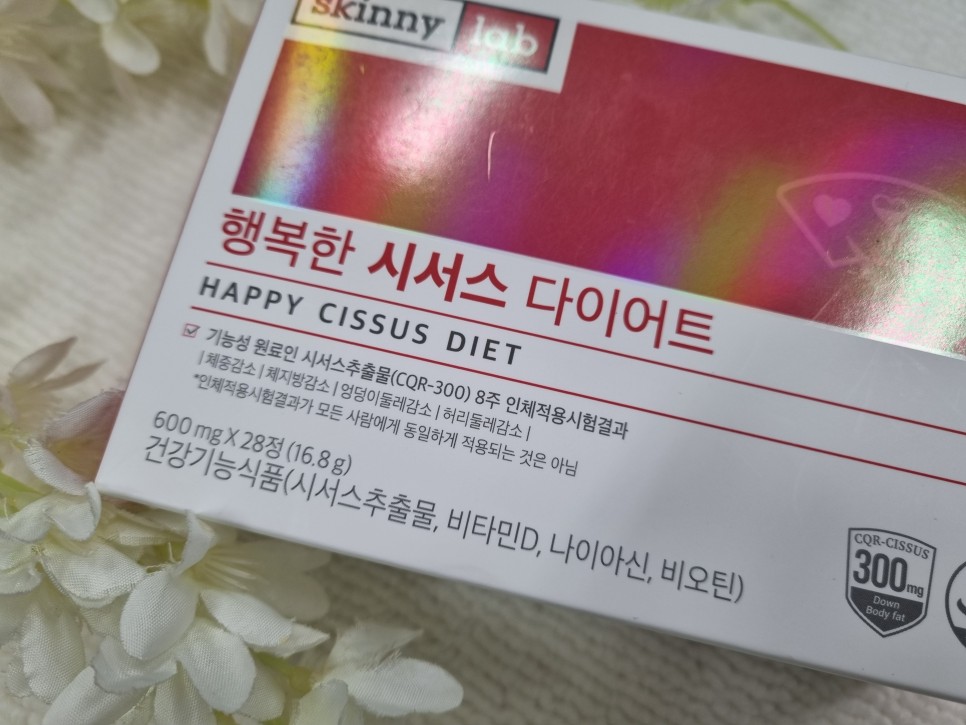 skinny lab
행복한 시서스 다이어트
HAPPY CISSUS DIET
기능성 원료인 시서스추출물(CQR-300) 8주 인체적용시험결과
| 체중감소 | 체지방감소 | 엉덩이둘레감소 | 허리둘레감소 |
*인체적용시험결과가 모든 사람에게 동일하게 적용되는 것은 아님
600 mg X 28정 (16.8 g)
건강기능식품(시서스추출물, 비타민D, 나이아신, 비오틴)
CQR-CISSUS
300mg
Down
Body fat